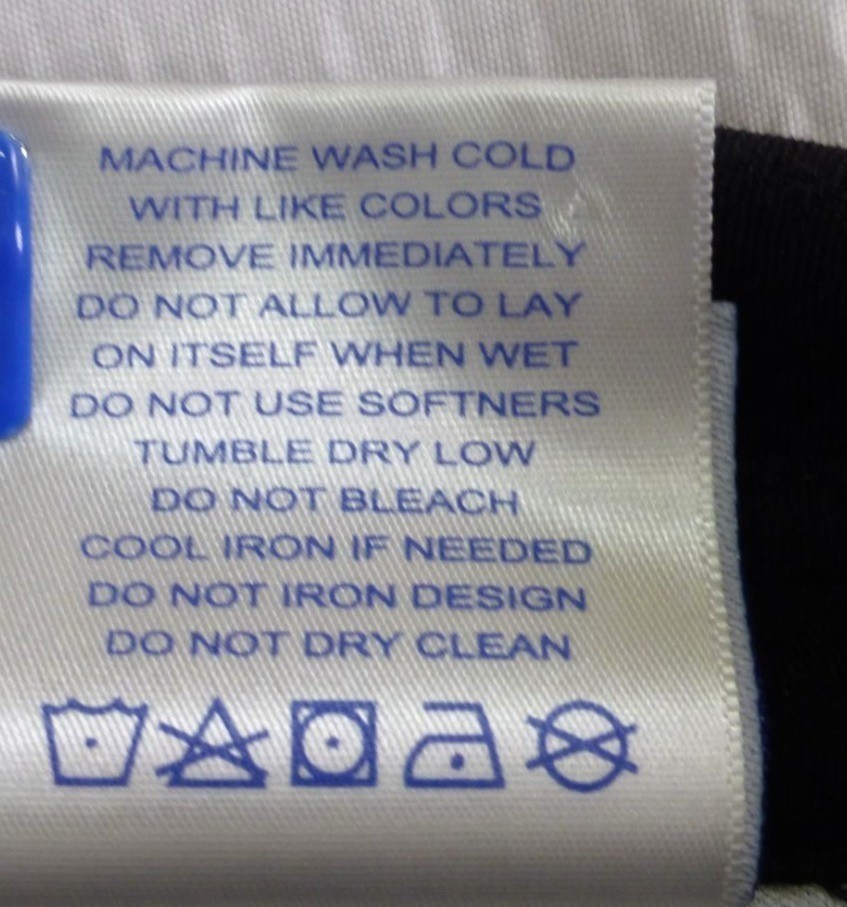 MACHINE WASH COLD
WITH LIKE COLORS
REMOVE IMMEDIATELY
DO NOT ALLOW TO LAY
ON ITSELF WHEN WET
DO NOT USE SOFTNERS
TUMBLE DRY LOW
DO NOT BLEACH
COOL IRON IF NEEDED
DO NOT IRON DESIGN
DO NOT DRY CLEAN